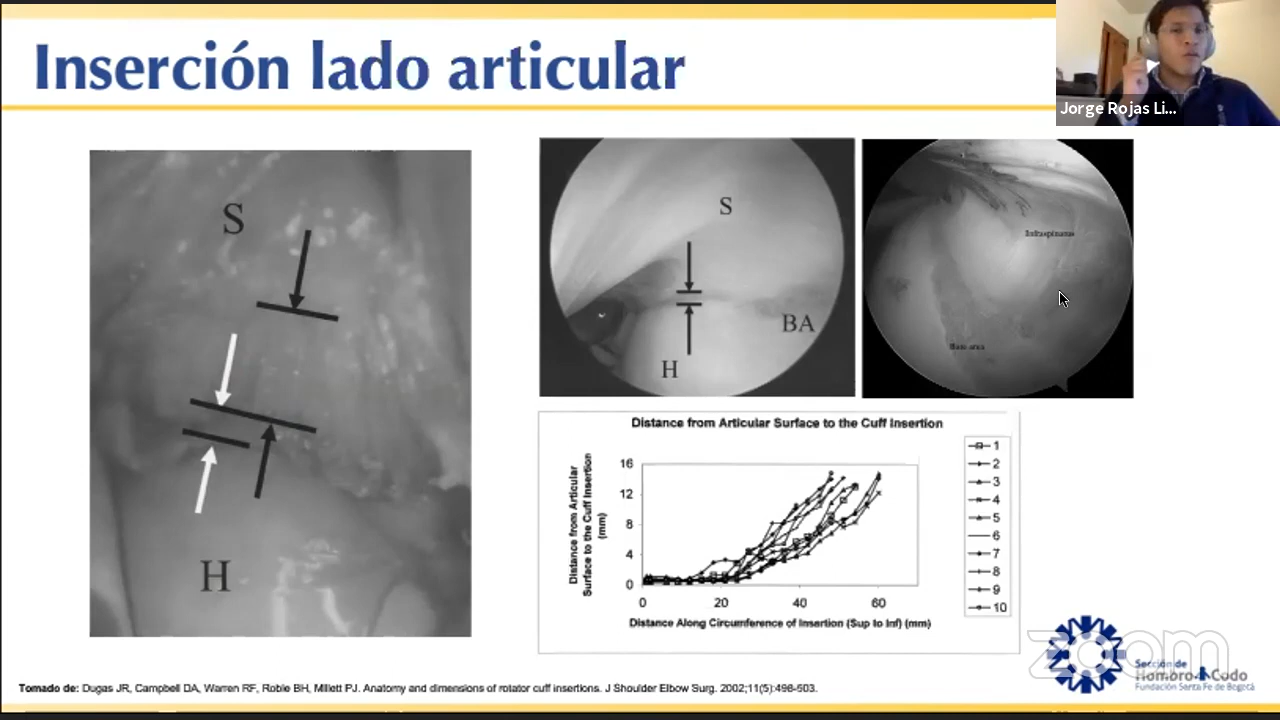 Inserción lado articular
Jorge Rojas Li...
S
H
S
BA
H
Infraspinatus
Bare area
Distance from Articular Surface to the Cuff Insertion
Distance from Articular
Surface to the Cuff Insertion
(mm)
16
12
8
4
0
0
20
40
60
Distance Along Circumference of Insertion (Sup to Inf) (mm)
1
2
3
4
5
6
7
8
9
10
zoom
Sección de
Hombro y Codo
Fundación Santa Fe de Bogotá
Tomado de: Dugas JR, Campbell DA, Warren RF, Robie BH, Millett PJ. Anatomy and dimensions of rotator cuff insertions. J Shoulder Elbow Surg. 2002;11(5):498-503.